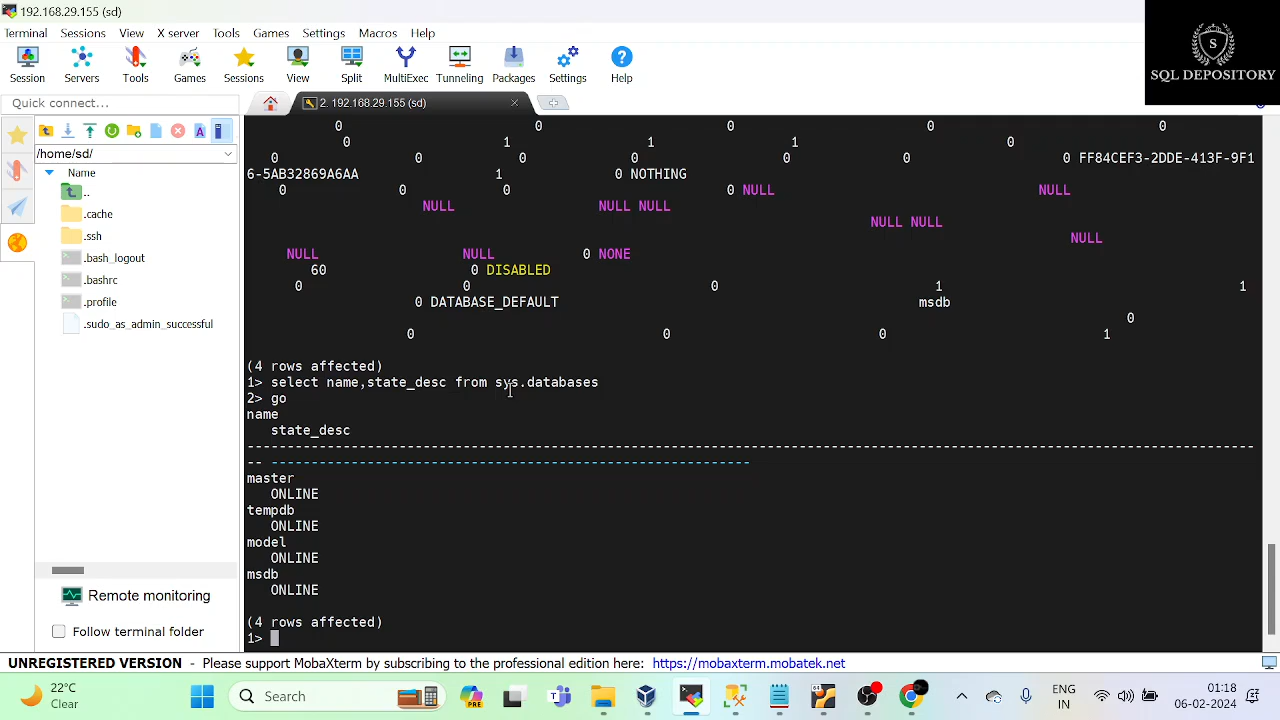 192.168.29.155 (sd)
Terminal Sessions View X server Tools Games Settings Macros Help
S
SQL DEPOSITORY
Session Servers Tools Games Sessions View Split MultiExec Tunneling Packages Settings Help
Quick connect...
2. 192.168.29.155 (sd)
/home/sd/
Name
..
.cache
.ssh
.bash_logout
.bashrc
.profile
.sudo_as_admin_successful
Remote monitoring
Follow terminal folder
0 0 0 0 0
0 1 1 1 0
0 0 0 0 0 0 0 FF84CEF3-2DDE-413F-9F1
6-5AB32869A6AA 1 0 NOTHING
0 0 0 0 NULL NULL
NULL NULL NULL
NULL NULL
NULL
NULL NULL 0 NONE
60 0 DISABLED
0 0 0 1 1
0 DATABASE_DEFAULT msdb
0
0 0 0 1
(4 rows affected)
1> select name,state_desc from sys.databases
2> go
name
state_desc
master
ONLINE
tempdb
ONLINE
model
ONLINE
msdb
ONLINE
(4 rows affected)
1>
UNREGISTERED VERSION - Please support MobaXterm by subscribing to the professional edition here: https://mobaxterm.mobatek.net
22°C
Clear
Search
PRE
ENG
IN
01:18
06-02-2024